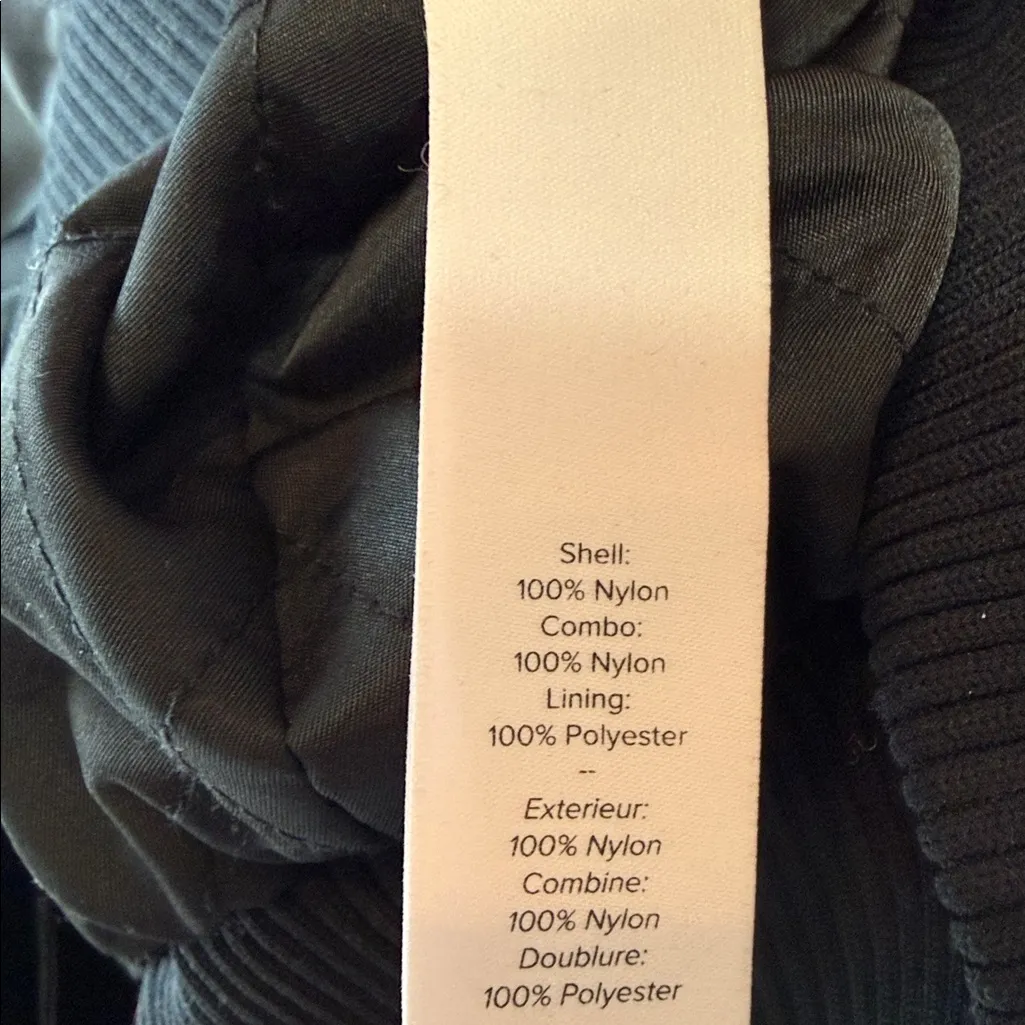 Shell:
100% Nylon
Combo:
100% Nylon
Lining:
100% Polyester
--
Exterieur:
100% Nylon
Combine:
100% Nylon
Doublure:
100% Polyester